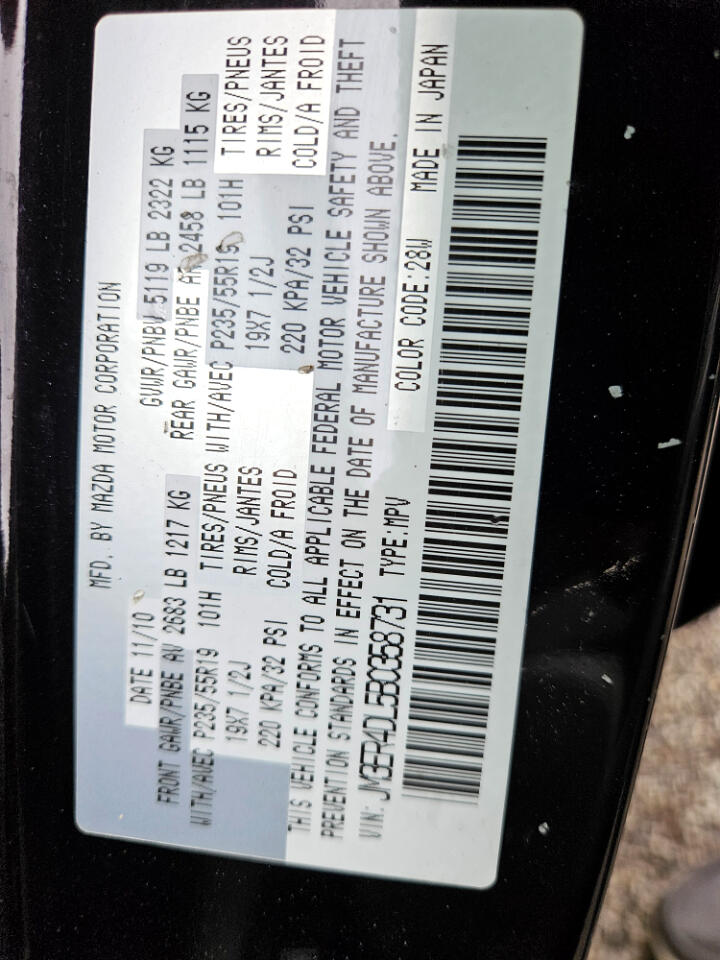 MFD. BY MAZDA MOTOR CORPORATION
DATE 11/10 GVWR/PNBV 5119 LB 2322 KG
FRONT GAWR/PNBE AV 2683 LB 1217 KG REAR GAWR/PNBE AR 2458 LB 1115 KG
WITH/AVEC P235/55R19 101H TIRES/PNEUS WITH/AVEC P235/55R19 101H TIRES/PNEUS
19X7 1/2J RIMS/JANTES 19X7 1/2J RIMS/JANTES
220 KPA/32 PSI COLD/A FROID 220 KPA/32 PSI COLD/A FROID
THIS VEHICLE CONFORMS TO ALL APPLICABLE FEDERAL MOTOR VEHICLE SAFETY AND THEFT
PREVENTION STANDARDS IN EFFECT ON THE DATE OF MANUFACTURE SHOWN ABOVE.
VIN: JM3ER4DL5B0358731 TYPE:MPV COLOR CODE:28W MADE IN JAPAN